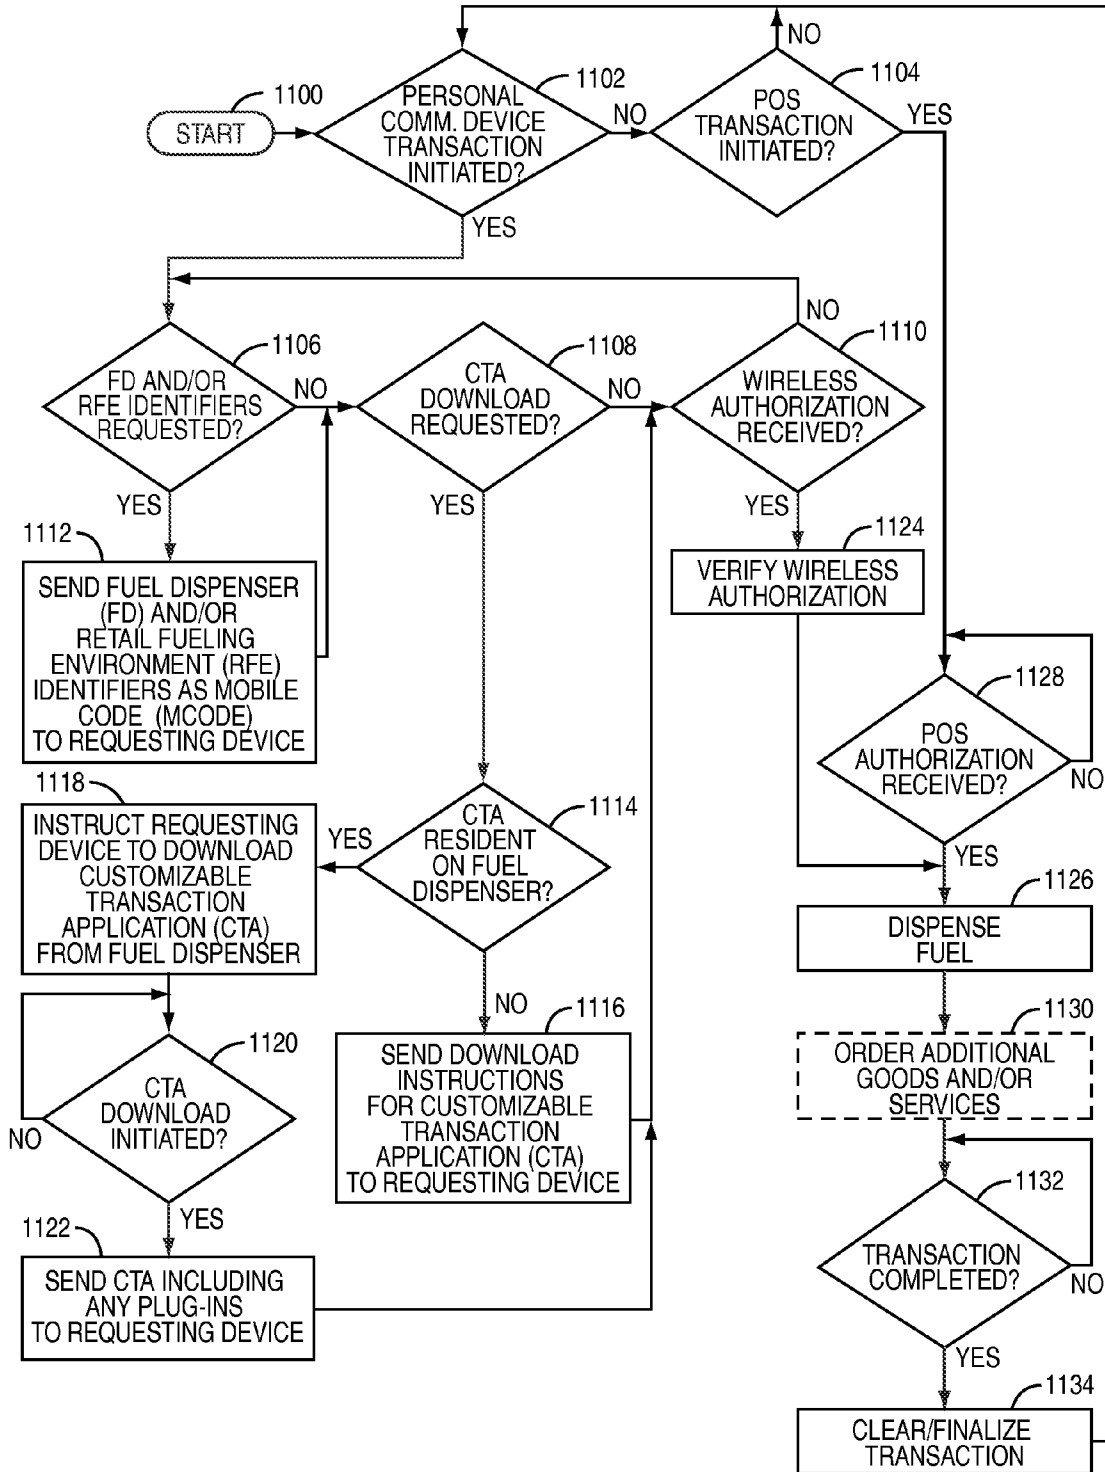 1100
START
1102
PERSONAL
COMM. DEVICE
TRANSACTION
INITIATED?
NO
YES
NO
1104
POS
TRANSACTION
INITIATED?
YES
1106
FD AND/OR
RFE IDENTIFIERS
REQUESTED?
NO
YES
1108
CTA
DOWNLOAD
REQUESTED?
NO
YES
NO
1110
WIRELESS
AUTHORIZATION
RECEIVED?
YES
1112
SEND FUEL DISPENSER
(FD) AND/OR
RETAIL FUELING
ENVIRONMENT (RFE)
IDENTIFIERS AS MOBILE
CODE (MCODE)
TO REQUESTING DEVICE
1124
VERIFY WIRELESS
AUTHORIZATION
1128
POS
AUTHORIZATION
RECEIVED?
NO
YES
1118
INSTRUCT REQUESTING
DEVICE TO DOWNLOAD
CUSTOMIZABLE
TRANSACTION
APPLICATION (CTA)
FROM FUEL DISPENSER
YES
1114
CTA
RESIDENT
ON FUEL
DISPENSER?
NO
1126
DISPENSE
FUEL
1120
CTA
DOWNLOAD
INITIATED?
NO
YES
1116
SEND DOWNLOAD
INSTRUCTIONS
FOR CUSTOMIZABLE
TRANSACTION
APPLICATION (CTA)
TO REQUESTING DEVICE
1130
ORDER ADDITIONAL
GOODS AND/OR
SERVICES
1122
SEND CTA INCLUDING
ANY PLUG-INS
TO REQUESTING DEVICE
1132
TRANSACTION
COMPLETED?
NO
YES
1134
CLEAR/FINALIZE
TRANSACTION